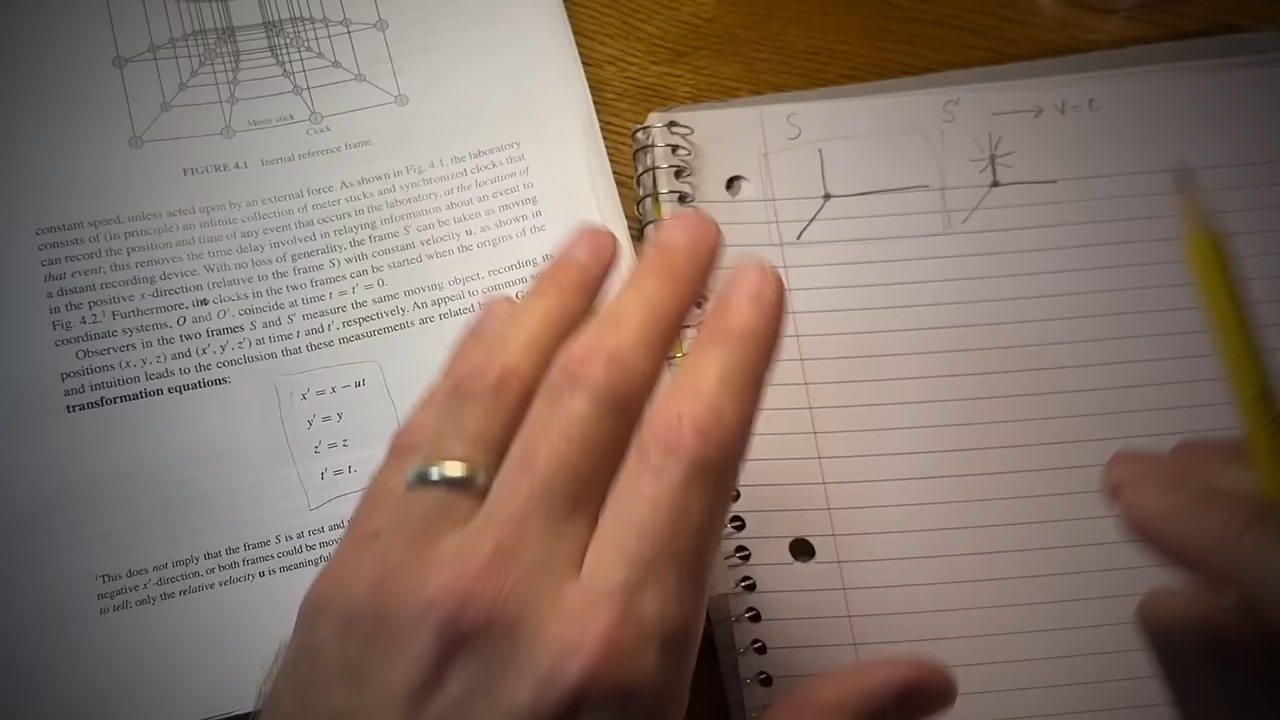 Meter stick
Clock
FIGURE 4.1 Inertial reference frame.
constant speed, unless acted upon by an external force. As shown in Fig. 4.1, the laboratory
consists of (in principle) an infinite collection of meter sticks and synchronized clocks that
can record the position and time of any event that occurs in the laboratory, at the location of
that event; this removes the time delay involved in relaying information about an event to
a distant recording device. With no loss of generality, the frame S′ can be taken as moving
in the positive x-direction (relative to the frame S) with constant velocity u, as shown in
Fig. 4.2.¹ Furthermore, the clocks in the two frames can be started when the origins of the
coordinate systems, O and O′, coincide at time t = t′ = 0.
Observers in the two frames S and S′ measure the same moving object, recording its
positions (x, y, z) and (x′, y′, z′) at time t and t′, respectively. An appeal to common
and intuition leads to the conclusion that these measurements are related
transformation equations:
x′ = x − ut
y′ = y
z′ = z
t′ = t.
¹This does not imply that the frame S is at rest and
negative x′-direction, or both frames could be
to tell; only the relative velocity u is meaningful
S
S′ → v=c